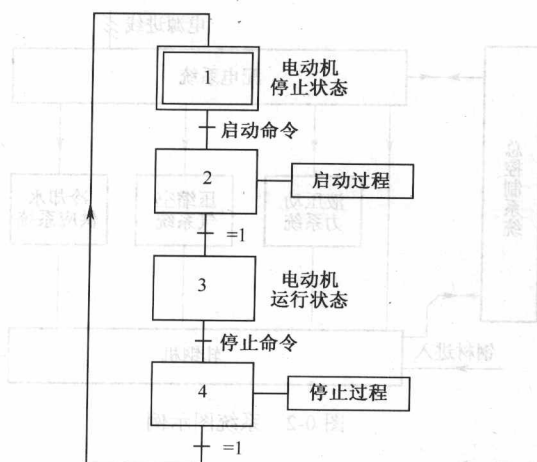 1
电动机
停止状态
启动命令
2
启动过程
=1
3
电动机
运行状态
停止命令
4
停止过程
=1